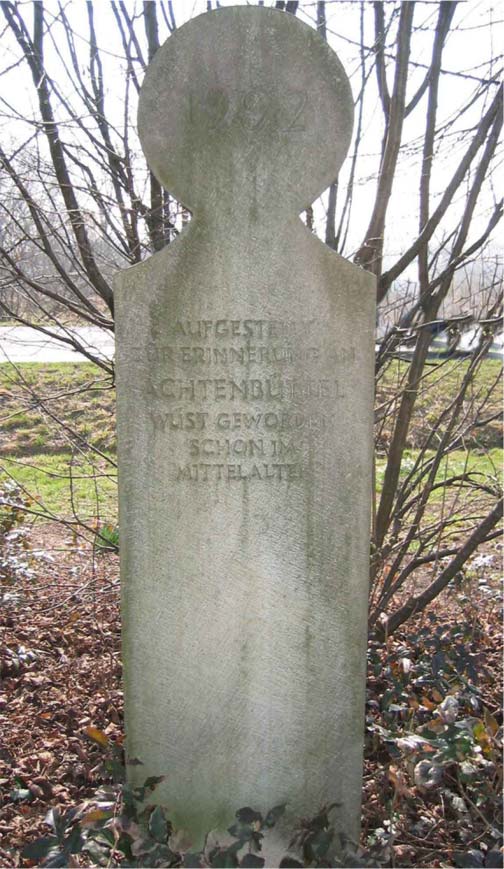 1992
AUFGESTELLT
ZUR ERINNERUNG AN
ACHTENBÜTTEL
WÜST GEWORDEN
SCHON IM
MITTELALTER